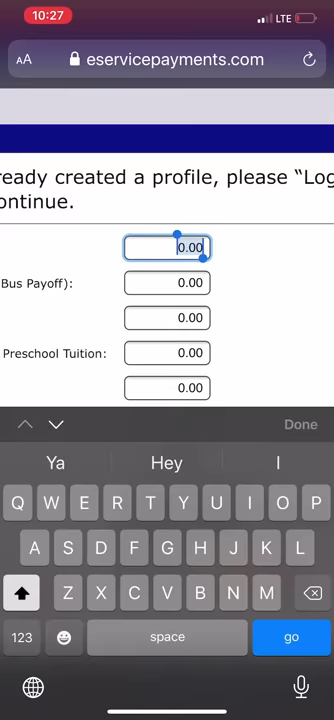 10:27
LTE
AA eservicepayments.com
ready created a profile, please “Log
ontinue.
0.00
Bus Payoff): 0.00
0.00
Preschool Tuition: 0.00
0.00
Done
Ya Hey I
Q W E R T Y U I O P
A S D F G H J K L
Z X C V B N M
123 space go